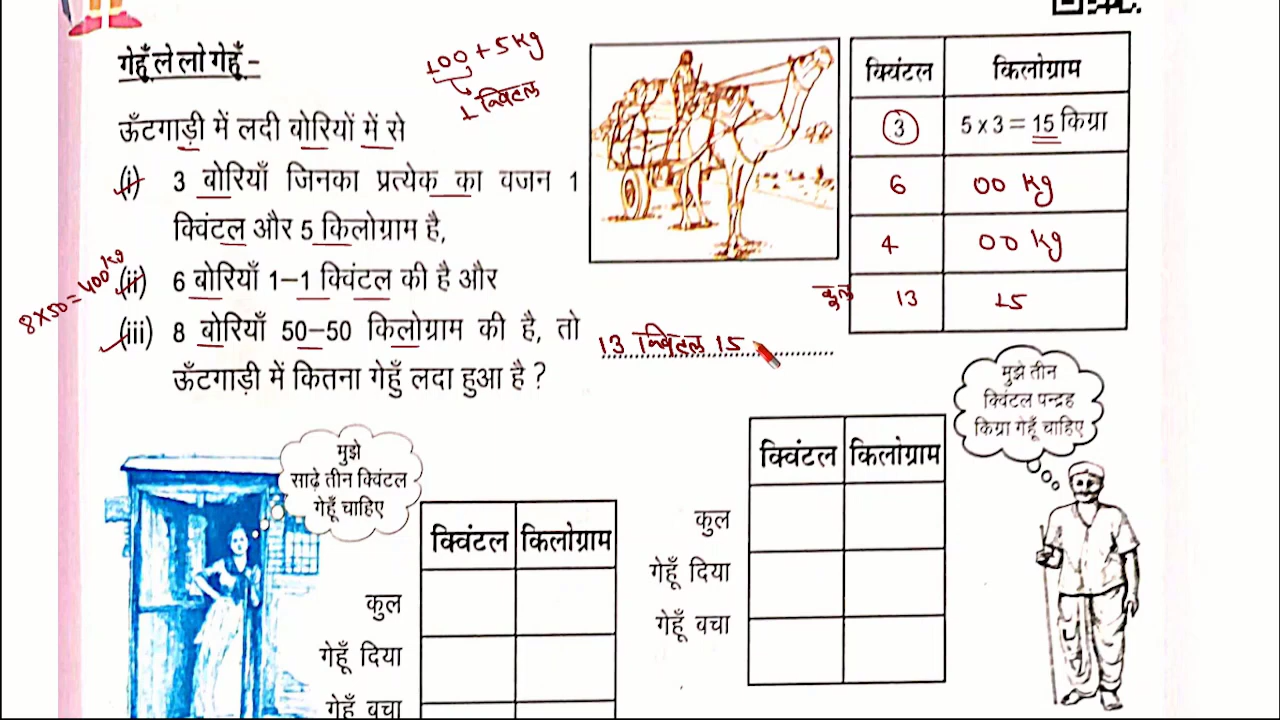 गेहूँ ले लो गेहूँ-
100 + 5 kg
1 क्विंटल
ऊँटगाड़ी में लदी बोरियों में से
(i) 3 बोरियाँ जिनका प्रत्येक का वजन 1
क्विंटल और 5 किलोग्राम है,
(ii) 6 बोरियाँ 1–1 क्विंटल की है और
8x50 = 400 kg
(iii) 8 बोरियाँ 50–50 किलोग्राम की है, तो
ऊँटगाड़ी में कितना गेहूँ लदा हुआ है ?
13 क्विंटल 15
क्विंटल किलोग्राम
3 5 x 3 = 15 किग्रा
6 00 kg
4 00 kg
कुल 13 15
मुझे
साढ़े तीन क्विंटल
गेहूँ चाहिए
क्विंटल किलोग्राम
कुल
गेहूँ दिया
गेहूँ बचा
क्विंटल किलोग्राम
कुल
गेहूँ दिया
गेहूँ बचा
मुझे तीन
क्विंटल पन्द्रह
किग्रा गेहूँ चाहिए